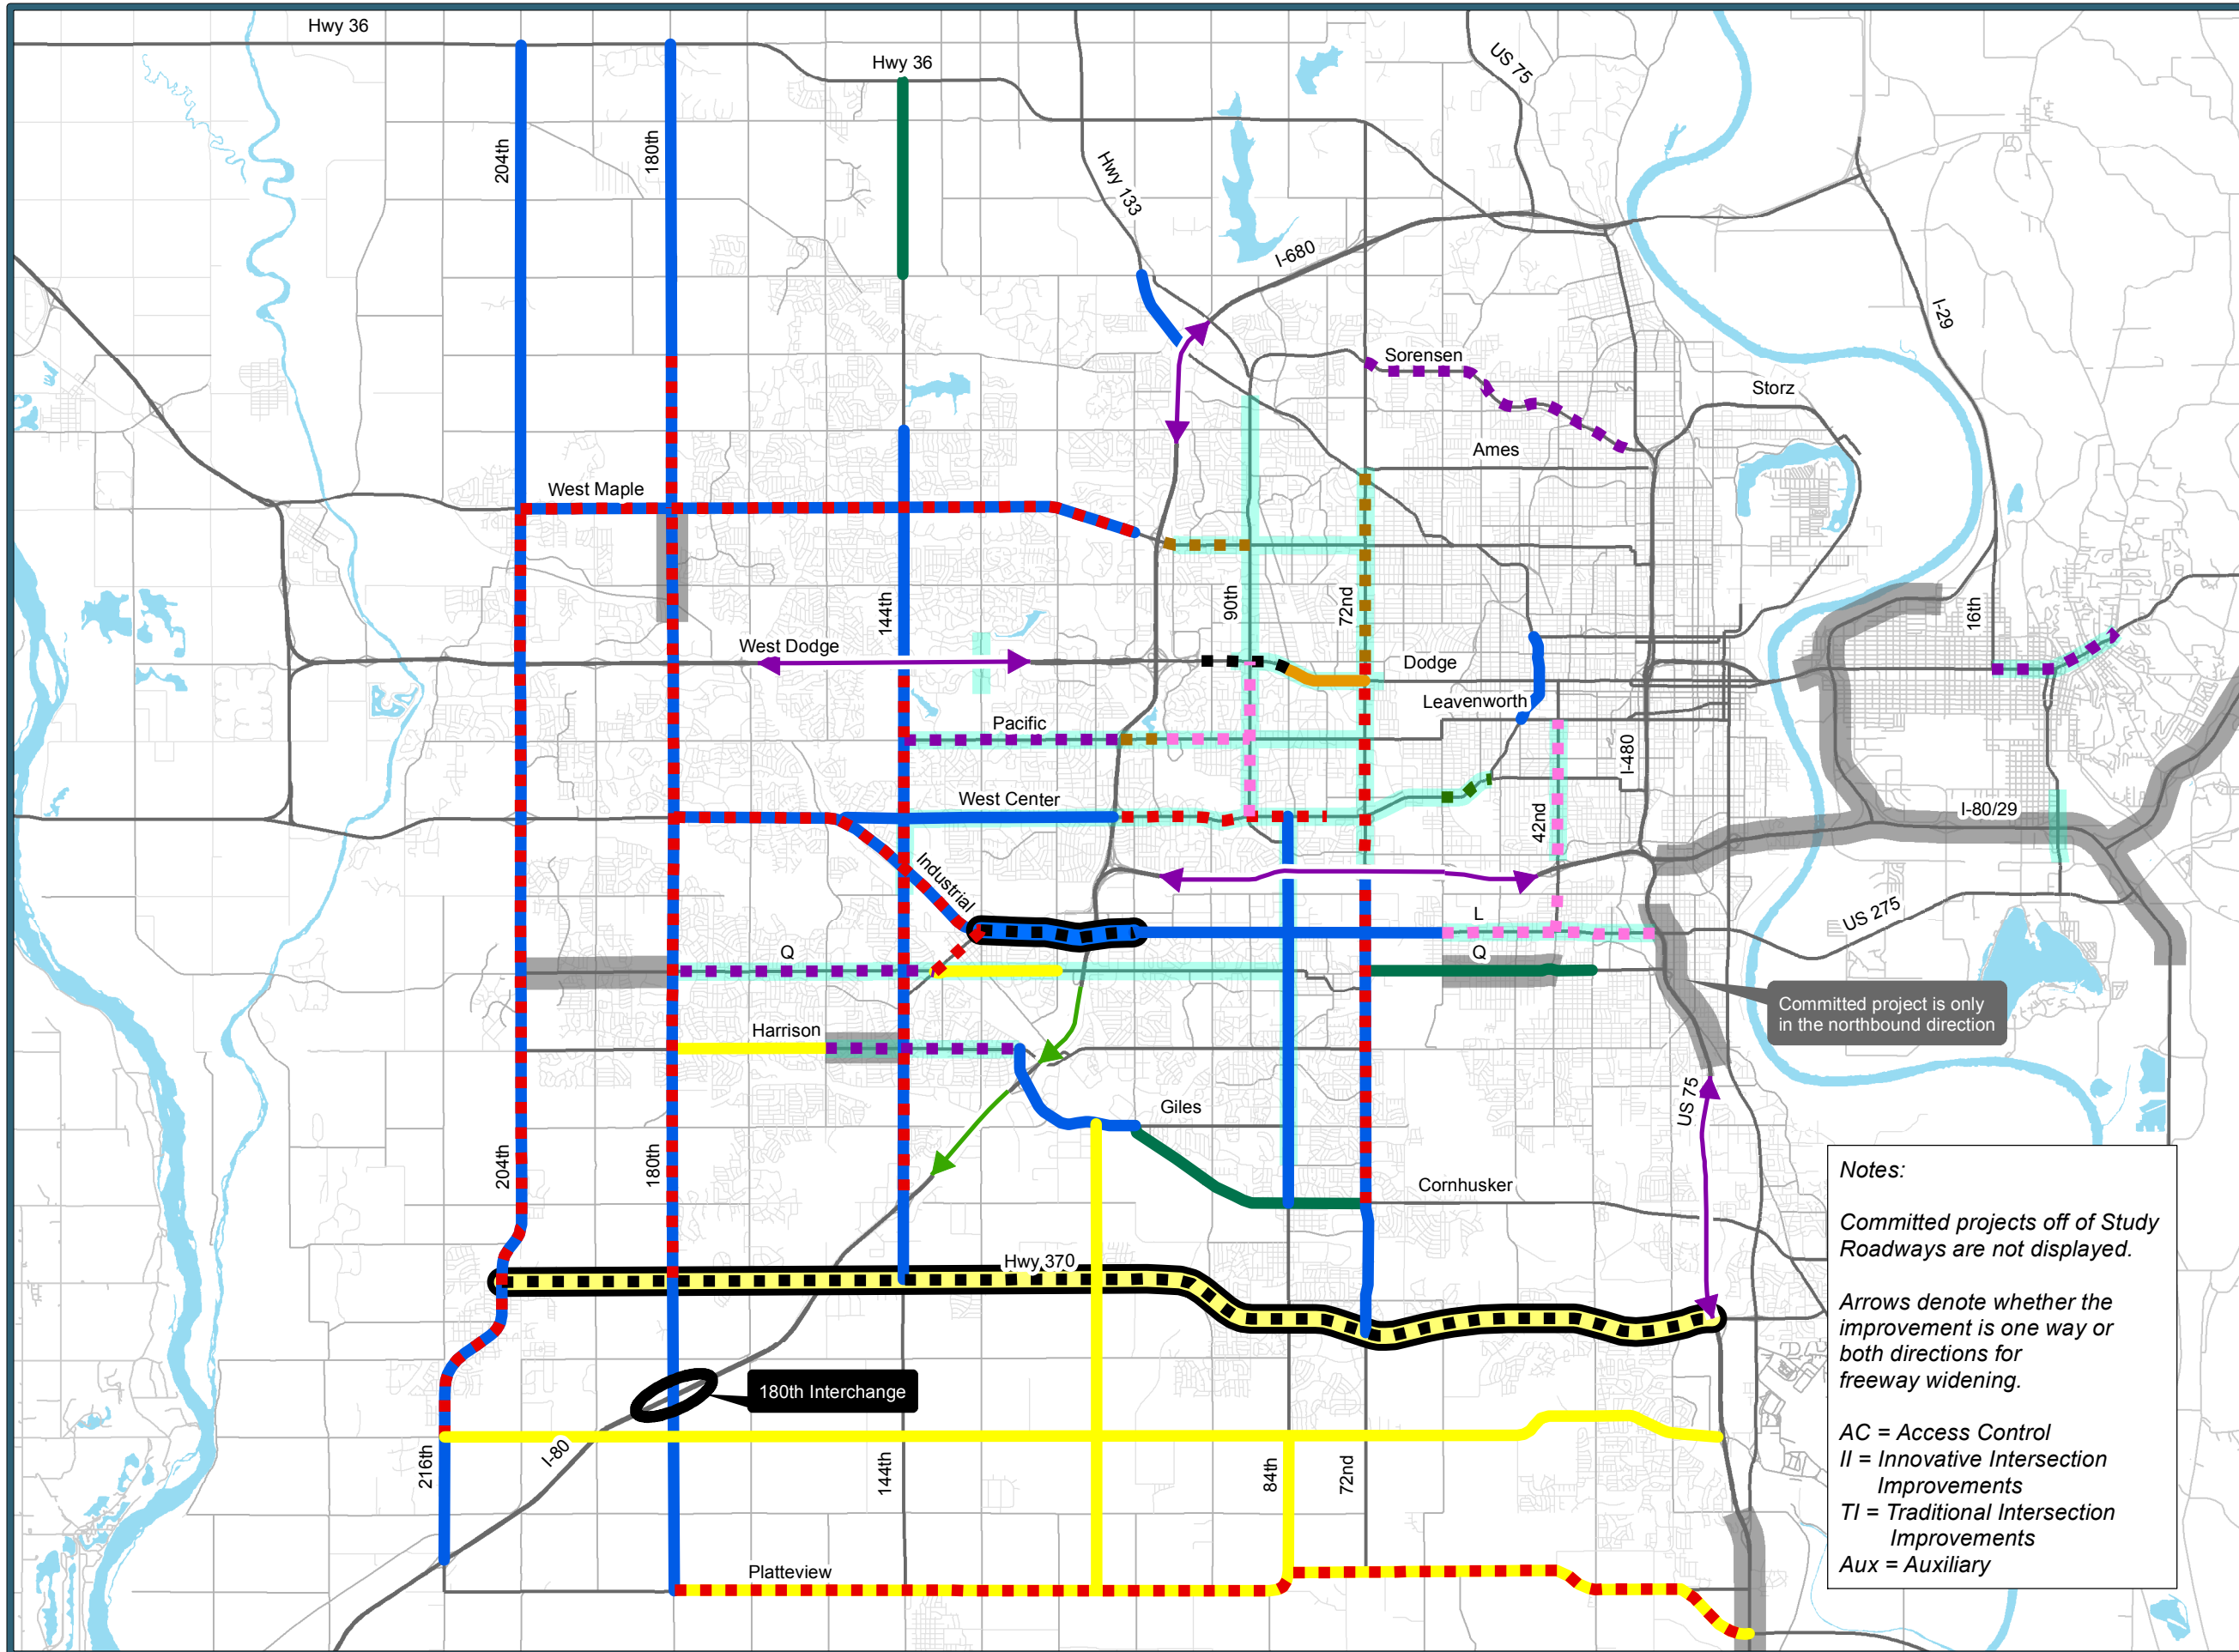 Hwy 36
US 75
Hwy 36
204th
180th
Hwy 133
I-680
I-29
Sorensen
Storz
Ames
West Maple
144th
90th
72nd
16th
West Dodge
Dodge
Leavenworth
Pacific
I-480
West Center
42nd
I-80/29
Industrial
L
US 275
Q
Q
Committed project is only
in the northbound direction
Harrison
US 75
Giles
204th
180th
Cornhusker
Hwy 370
180th Interchange
I-80
216th
144th
84th
72nd
Platteview
Notes:
Committed projects off of Study
Roadways are not displayed.
Arrows denote whether the
improvement is one way or
both directions for
freeway widening.
AC = Access Control
II = Innovative Intersection
Improvements
TI = Traditional Intersection
Improvements
Aux = Auxiliary